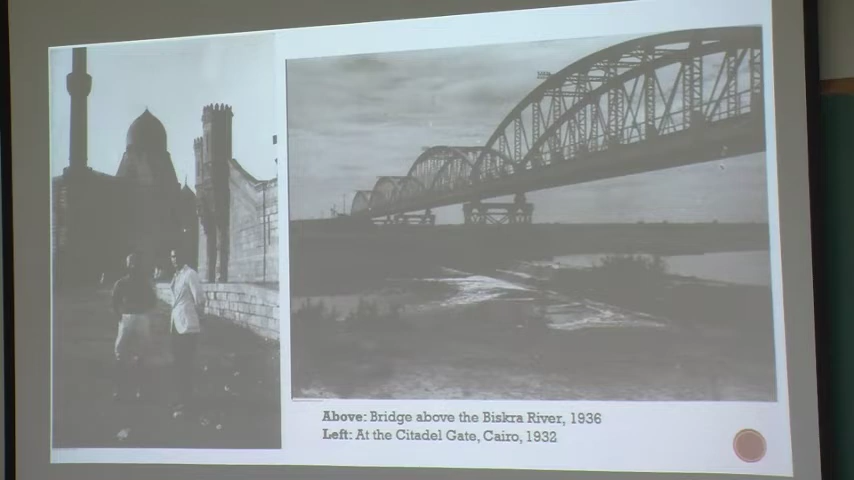 Above: Bridge above the Biskra River, 1936
Left: At the Citadel Gate, Cairo, 1932